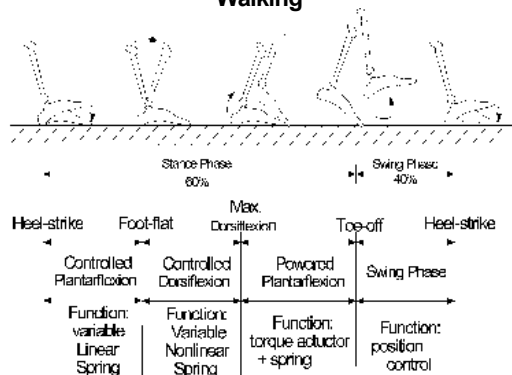 Walking
Stance Phase
60%
Swing Phase
40%
Heel-strike
Foot-flat
Max.
Dorsiflexion
Toe-off
Heel-strike
Controlled
Plantarflexion
Controlled
Dorsiflexion
Powered
Plantarflexion
Swing Phase
Function:
variable
Linear
Spring
Function:
Variable
Nonlinear
Spring
Function:
torque actuator
+ spring
Function:
position
control